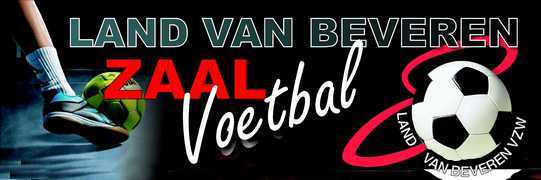 LAND VAN BEVEREN
ZAAL
Voetbal
LAND VAN BEVEREN VZW